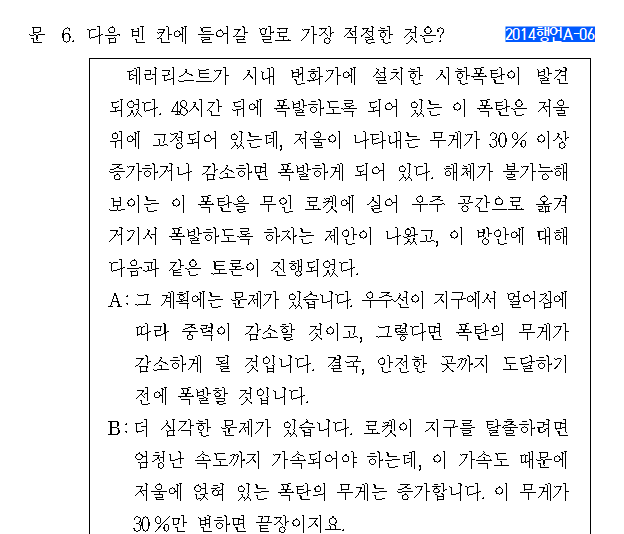 문 6. 다음 빈 칸에 들어갈 말로 가장 적절한 것은? 2014행언A-06
테러리스트가 시내 번화가에 설치한 시한폭탄이 발견
되었다. 48시간 뒤에 폭발하도록 되어 있는 이 폭탄은 저울
위에 고정되어 있는데, 저울이 나타내는 무게가 30% 이상
증가하거나 감소하면 폭발하게 되어 있다. 해체가 불가능해
보이는 이 폭탄을 무인 로켓에 실어 우주 공간으로 옮겨
거기서 폭발하도록 하자는 제안이 나왔고, 이 방안에 대해
다음과 같은 토론이 진행되었다.
A: 그 계획에는 문제가 있습니다. 우주선이 지구에서 멀어짐에
따라 중력이 감소할 것이고, 그렇다면 폭탄의 무게가
감소하게 될 것입니다. 결국, 안전한 곳까지 도달하기
전에 폭발할 것입니다.
B: 더 심각한 문제가 있습니다. 로켓이 지구를 탈출하려면
엄청난 속도까지 가속되어야 하는데, 이 가속도 때문에
저울에 얹혀 있는 폭탄의 무게는 증가합니다. 이 무게가
30%만 변하면 끝장이지요.